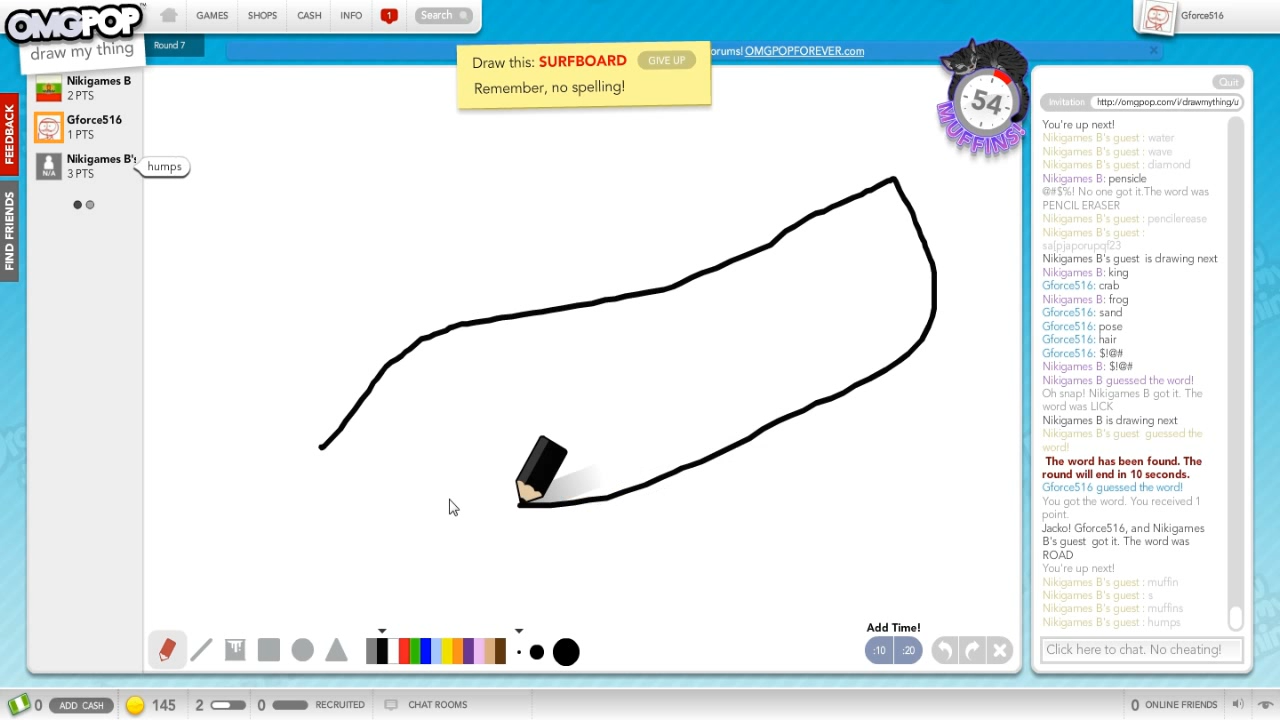 OMGPOP
draw my thing
GAMES
SHOPS
CASH
INFO
1
Search
Gforce516
Round 7
orums! OMGPOPFOREVER.com
Draw this: SURFBOARD
GIVE UP
Remember, no spelling!
54
MUFFINS!
FEEDBACK
FIND FRIENDS
Nikigames B
2 PTS
Gforce516
1 PTS
Nikigames B's
3 PTS
N/A
humps
Quit
Invitation
http://omgpop.com/i/drawmything/u
You're up next!
Nikigames B's guest : water
Nikigames B's guest : wave
Nikigames B's guest : diamond
Nikigames B: pensicle
@#$%! No one got it.The word was
PENCIL ERASER
Nikigames B's guest : pencilerease
Nikigames B's guest :
sa[pjaporupqf23
Nikigames B's guest is drawing next
Nikigames B: king
Gforce516: crab
Nikigames B: frog
Gforce516: sand
Gforce516: pose
Gforce516: hair
Gforce516: $!@#
Nikigames B: $!@#
Nikigames B guessed the word!
Oh snap! Nikigames B got it. The
word was LICK
Nikigames B is drawing next
Nikigames B's guest guessed the
word!
The word has been found. The
round will end in 10 seconds.
Gforce516 guessed the word!
You got the word. You received 1
point.
Jacko! Gforce516, and Nikigames
B's guest got it. The word was
ROAD
You're up next!
Nikigames B's guest : muffin
Nikigames B's guest : s
Nikigames B's guest : muffins
Nikigames B's guest : humps
Click here to chat. No cheating!
Add Time!
:10
:20
0
ADD CASH
145
2
0
RECRUITED
CHAT ROOMS
0 ONLINE FRIENDS